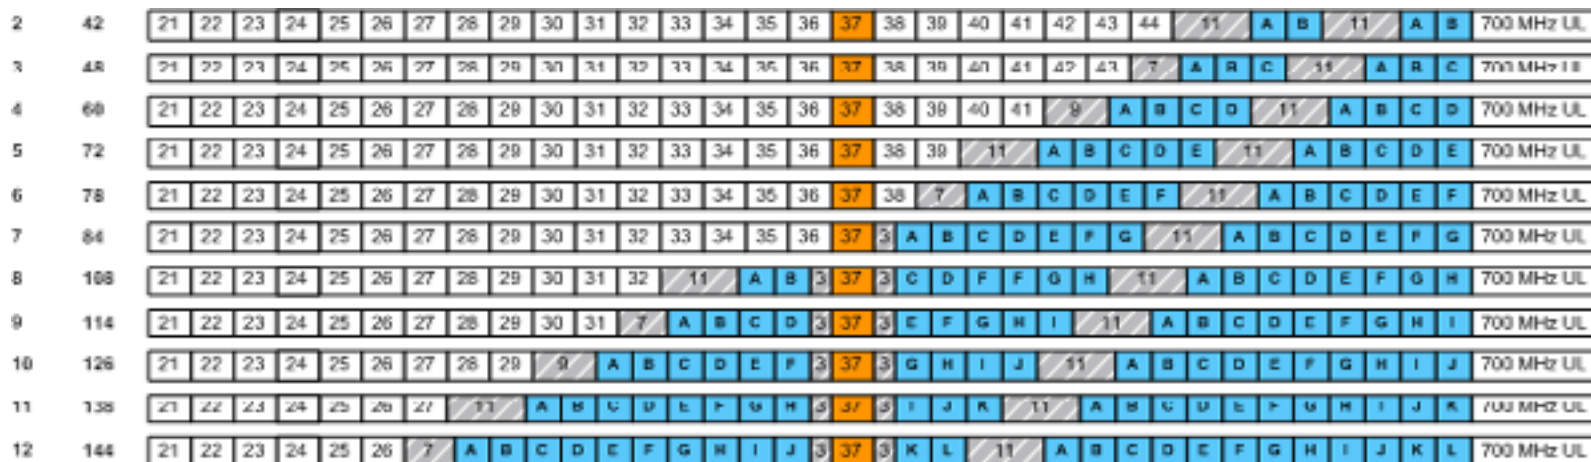 2 42 21 22 23 24 25 26 27 28 29 30 31 32 33 34 35 36 37 38 39 40 41 42 43 44 11 A B 11 A B 700 MHz UL
3 48 21 22 23 24 25 26 27 28 29 30 31 32 33 34 35 36 37 38 39 40 41 42 43 7 A B C 11 A B C 700 MHz UL
4 60 21 22 23 24 25 26 27 28 29 30 31 32 33 34 35 36 37 38 39 40 41 9 A B C D 11 A B C D 700 MHz UL
5 72 21 22 23 24 25 26 27 28 29 30 31 32 33 34 35 36 37 38 39 11 A B C D E 11 A B C D E 700 MHz UL
6 78 21 22 23 24 25 26 27 28 29 30 31 32 33 34 35 36 37 38 7 A B C D E F 11 A B C D E F 700 MHz UL
7 84 21 22 23 24 25 26 27 28 29 30 31 32 33 34 35 36 37 3 A B C D E F G 11 A B C D E F G 700 MHz UL
8 108 21 22 23 24 25 26 27 28 29 30 31 32 11 A B 3 37 3 C D F F G H 11 A B C D E F G H 700 MHz UL
9 114 21 22 23 24 25 26 27 28 29 30 31 7 A B C D 3 37 3 E F G H I 11 A B C D E F G H I 700 MHz UL
10 126 21 22 23 24 25 26 27 28 29 9 A B C D E F 3 37 3 G H I J 11 A B C D E F G H I J 700 MHz UL
11 138 21 22 23 24 25 26 27 11 A B C D E F G H 3 37 3 I J K 11 A B C D E F G H I J K 700 MHz UL
12 144 21 22 23 24 25 26 7 A B C D E F G H I J 3 37 3 K L 11 A B C D E F G H I J K L 700 MHz UL